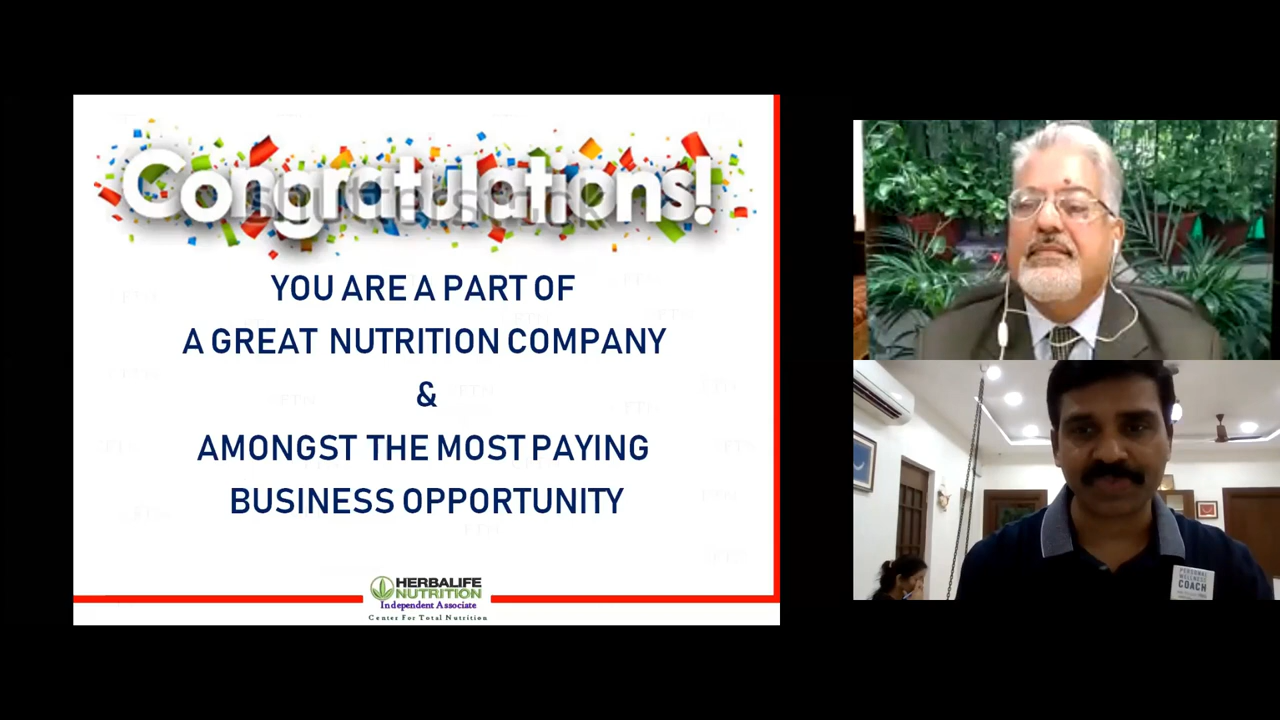 Congratulations!
shutterstock
YOU ARE A PART OF
A GREAT NUTRITION COMPANY
&
AMONGST THE MOST PAYING
BUSINESS OPPORTUNITY
HERBALIFE
NUTRITION
Independent Associate
Center For Total Nutrition
PERSONAL
WELLNESS
COACH